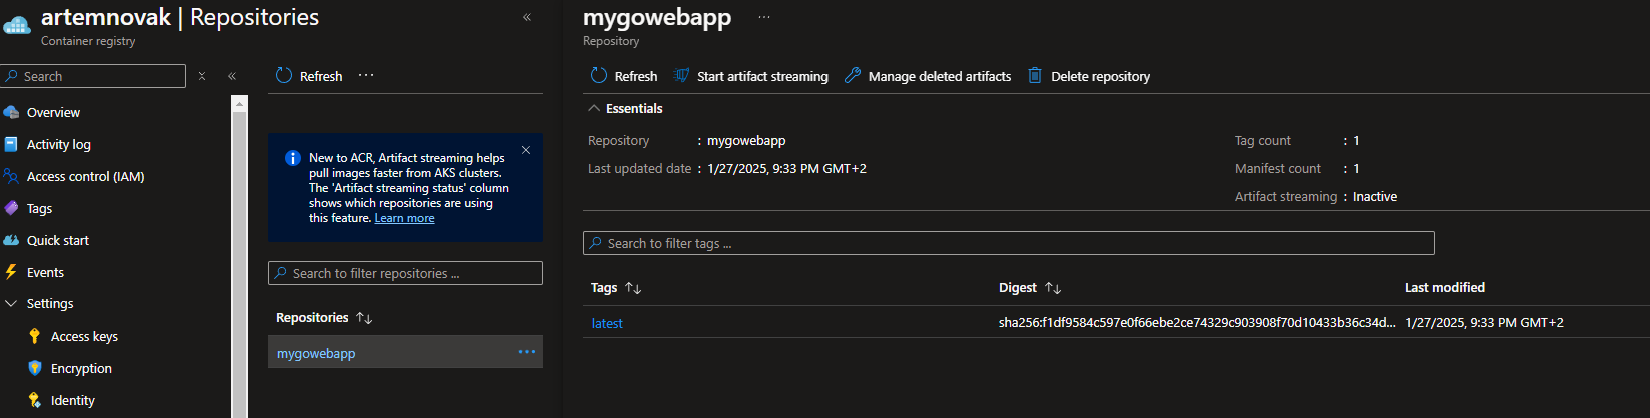 artemnovak | Repositories
Container registry
Search
Overview
Activity log
Access control (IAM)
Tags
Quick start
Events
Settings
Access keys
Encryption
Identity
Refresh
New to ACR, Artifact streaming helps
pull images faster from AKS clusters.
The 'Artifact streaming status' column
shows which repositories are using
this feature. Learn more
Search to filter repositories ...
Repositories
mygowebapp
mygowebapp
Repository
Refresh Start artifact streaming Manage deleted artifacts Delete repository
Essentials
Repository : mygowebapp
Last updated date : 1/27/2025, 9:33 PM GMT+2
Tag count : 1
Manifest count : 1
Artifact streaming : Inactive
Search to filter tags ...
Tags Digest Last modified
latest sha256:f1df9584c597e0f66ebe2ce74329c903908f70d10433b36c34d... 1/27/2025, 9:33 PM GMT+2